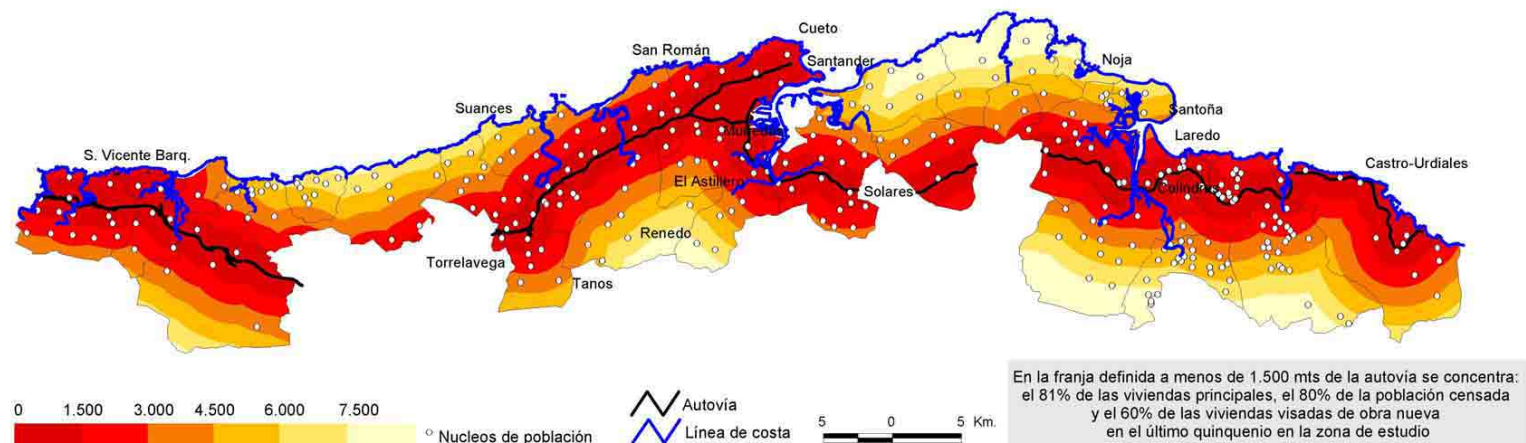 Cueto
San Román
Santander
Noja
Suances
Santoña
Muriedas
Laredo
S. Vicente Barq.
Castro-Urdiales
El Astillero
Solares
Colindres
Renedo
Torrelavega
Tanos
0 1.500 3.000 4.500 6.000 7.500
Nucleos de población
Autovía
Línea de costa
5 0 5 Km.
En la franja definida a menos de 1.500 mts de la autovía se concentra:
el 81% de las viviendas principales, el 80% de la población censada
y el 60% de las viviendas visadas de obra nueva
en el último quinquenio en la zona de estudio